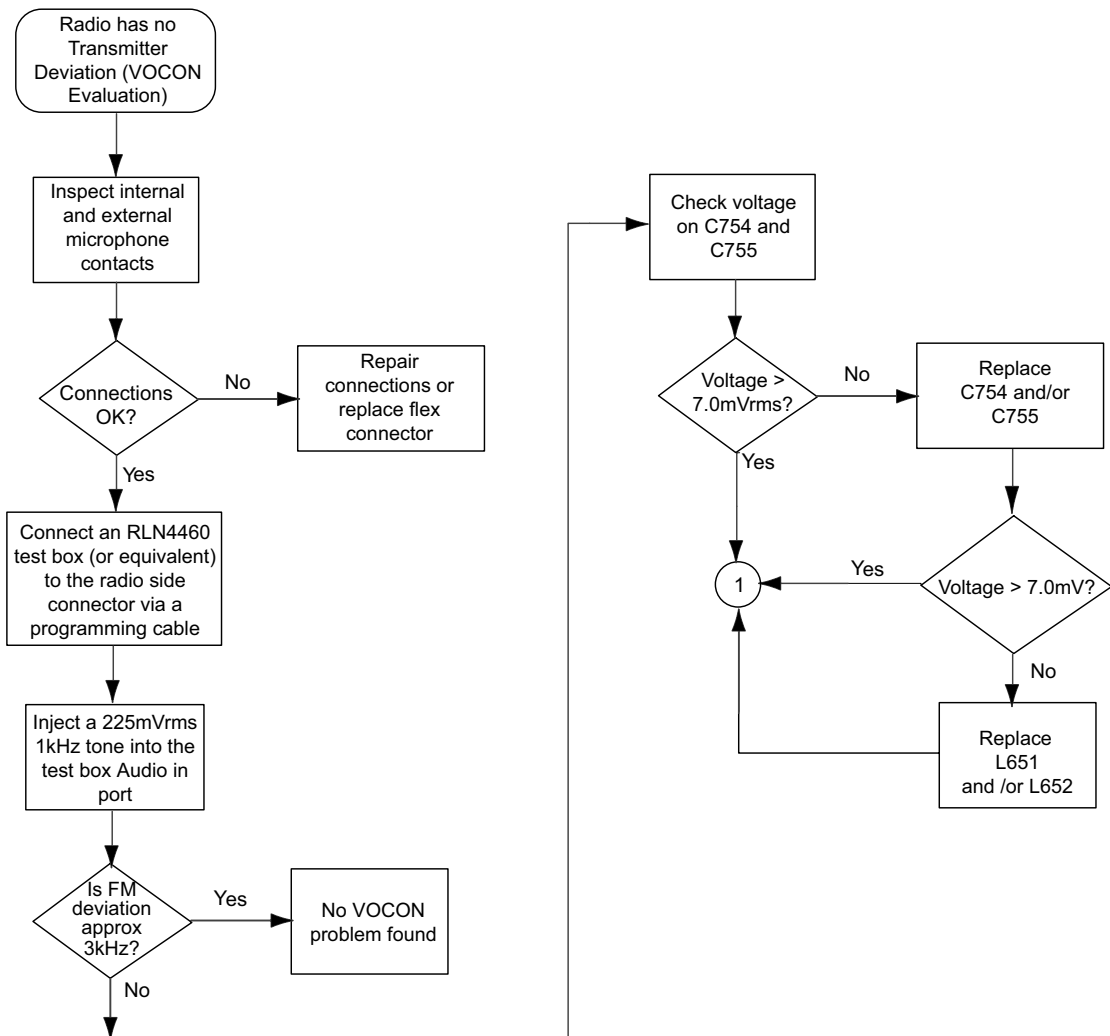 Radio has no
Transmitter
Deviation (VOCON
Evaluation)
Inspect internal
and external
microphone
contacts
Connections
OK?
No
Repair
connections or
replace flex
connector
Yes
Connect an RLN4460
test box (or equivalent)
to the radio side
connector via a
programming cable
Inject a 225mVrms
1kHz tone into the
test box Audio in
port
Is FM
deviation
approx
3kHz?
Yes
No VOCON
problem found
No
Check voltage
on C754 and
C755
Voltage >
7.0mVrms?
No
Replace
C754 and/or
C755
Yes
1
Yes
Voltage > 7.0mV?
No
Replace
L651
and /or L652